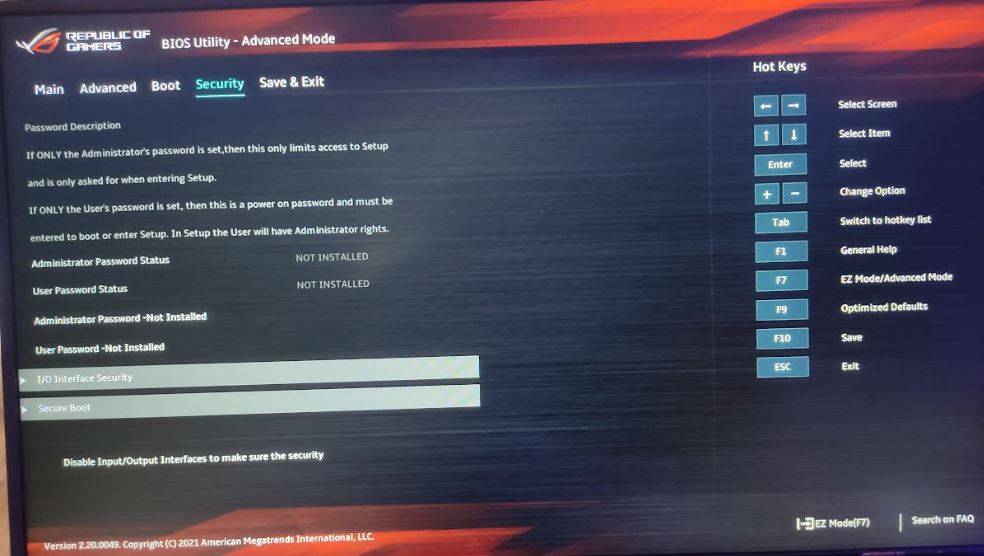 REPUBLIC OF
GAMERS
BIOS Utility - Advanced Mode
Main Advanced Boot Security Save & Exit
Password Description
If ONLY the Administrator's password is set,then this only limits access to Setup
and is only asked for when entering Setup.
If ONLY the User's password is set, then this is a power on password and must be
entered to boot or enter Setup. In Setup the User will have Administrator rights.
Administrator Password Status NOT INSTALLED
User Password Status NOT INSTALLED
Administrator Password -Not Installed
User Password -Not Installed
I/O Interface Security
Secure Boot
Disable Input/Output Interfaces to make sure the security
Version 2.20.0049. Copyright (C) 2021 American Megatrends International, LLC.
Hot Keys
← → Select Screen
↑ ↓ Select Item
Enter Select
+ - Change Option
Tab Switch to hotkey list
F1 General Help
F7 EZ Mode/Advanced Mode
F9 Optimized Defaults
F10 Save
ESC Exit
EZ Mode(F7) | Search on FAQ